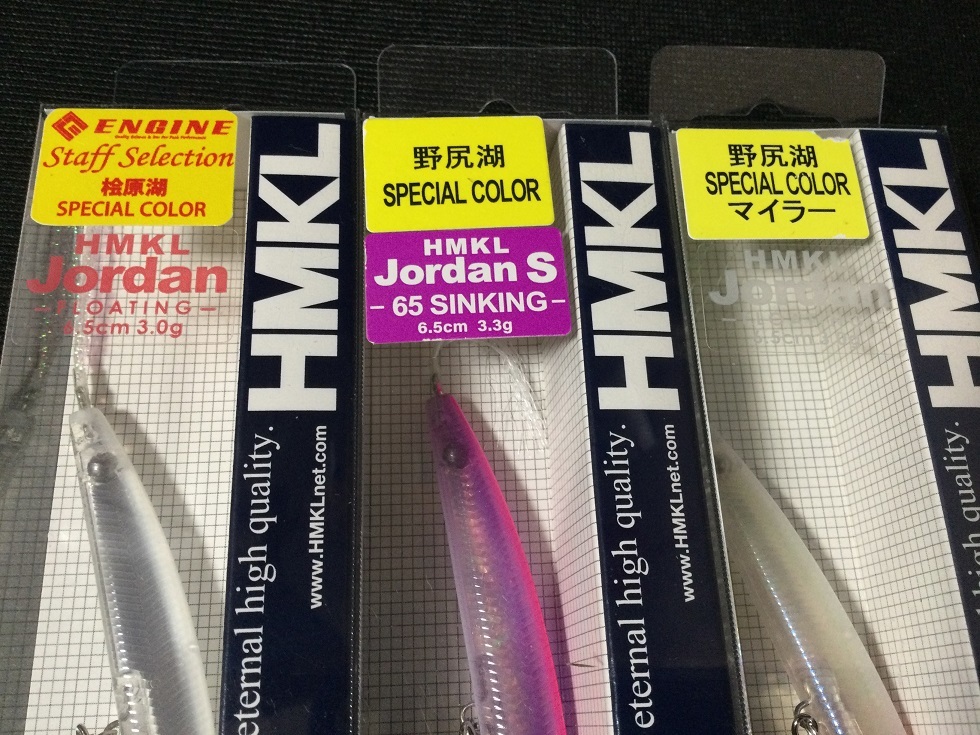 ENGINE
Staff Selection
桧原湖
SPECIAL COLOR
HMKL
Jordan
–FLOATING–
6.5cm 3.0g
HMKL
eternal high quality.
www.HMKLnet.com
野尻湖
SPECIAL COLOR
HMKL
Jordan S
–65 SINKING–
6.5cm 3.3g
HMKL
eternal high quality.
www.HMKLnet.com
野尻湖
SPECIAL COLOR
マイラー
HMKL
Jordan
HMKL
high quality.